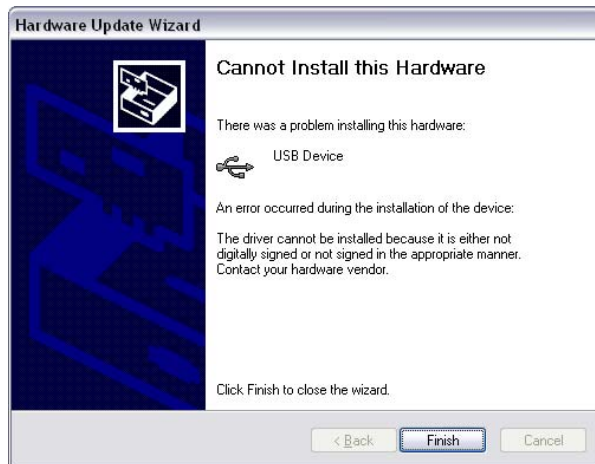 Hardware Update Wizard
Cannot Install this Hardware
There was a problem installing this hardware:
USB Device
An error occurred during the installation of the device:
The driver cannot be installed because it is either not
digitally signed or not signed in the appropriate manner.
Contact your hardware vendor.
Click Finish to close the wizard.
< Back Finish Cancel